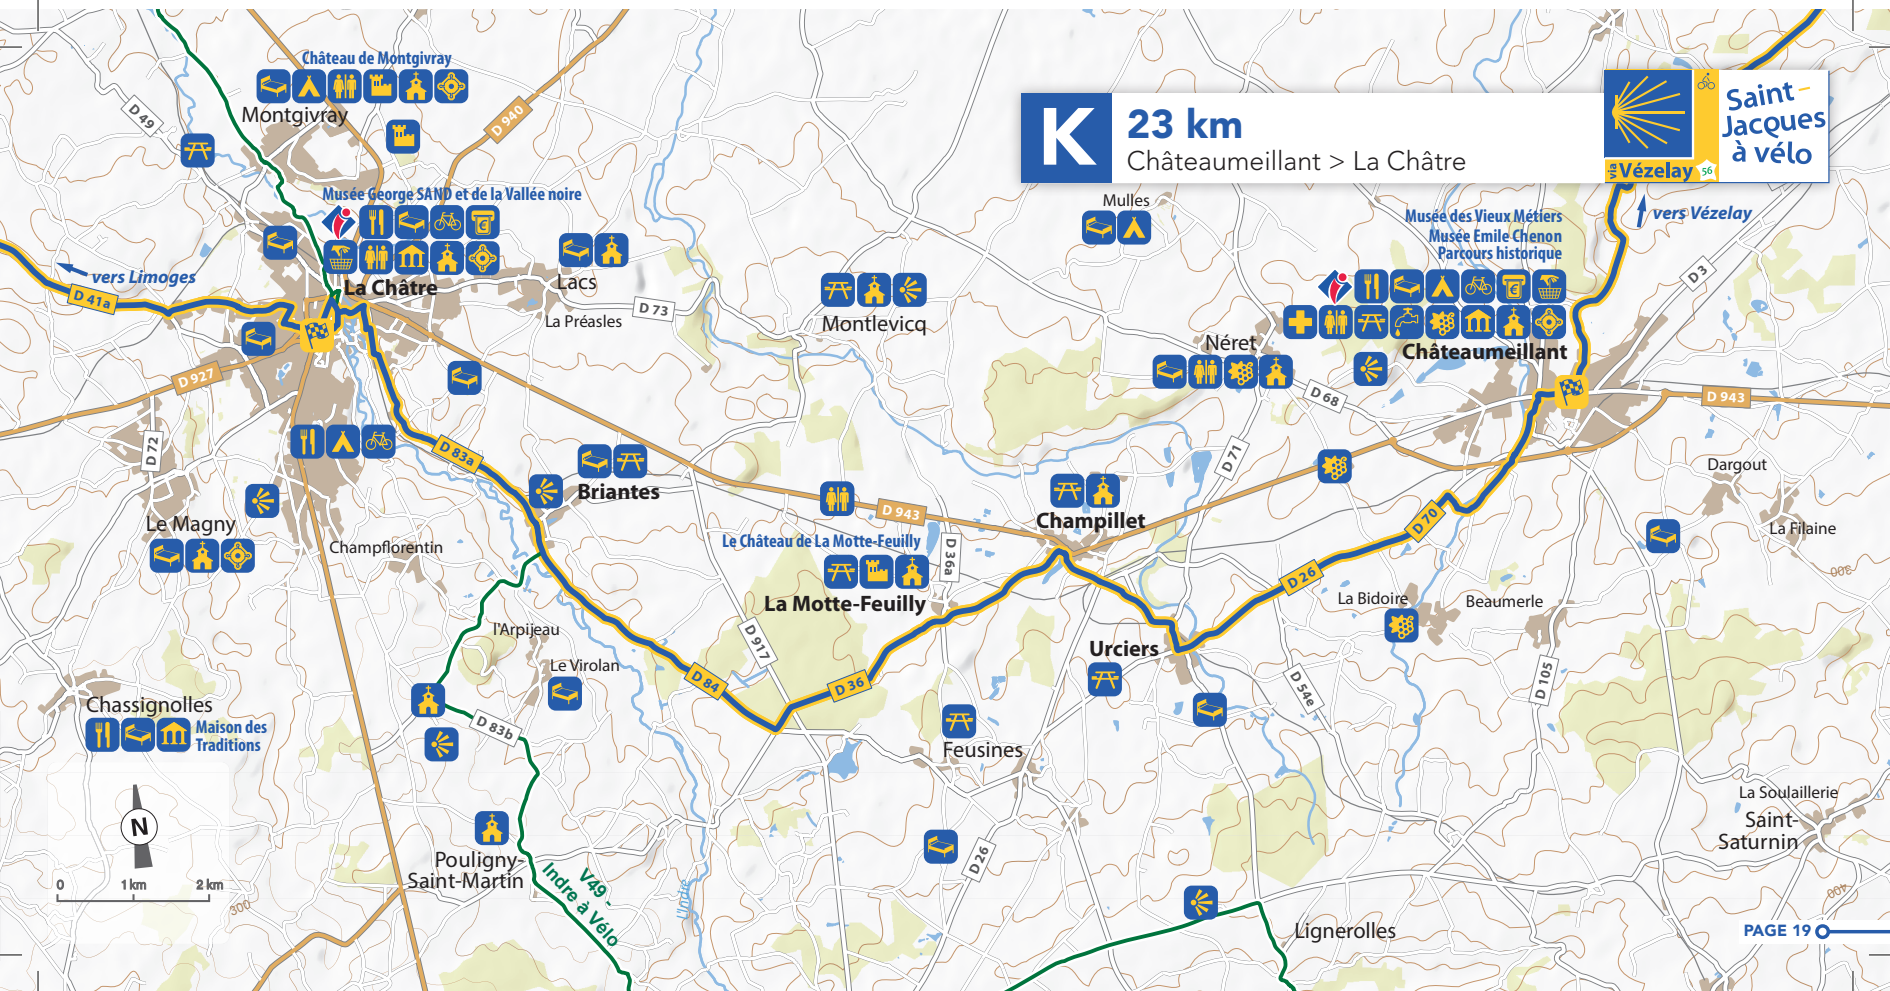 Château de Montgivray
Montgivray
D 49
D 940
K
23 km
Châteaumeillant > La Châtre
Saint-
Jacques
à vélo
via
Vézelay
56
vers Vézelay
Mulles
Musée George SAND et de la Vallée noire
Musée des Vieux Métiers
Musée Emile Chenon
Parcours historique
vers Limoges
D 41a
La Châtre
Lacs
La Préasles
D 73
Montlevicq
Néret
Châteaumeillant
D 3
D 68
D 943
D 927
D 72
D 83a
Briantes
D 71
Dargout
La Filaine
Le Magny
Champflorentin
D 943
Champillet
D 70
Le Château de La Motte-Feuilly
La Motte-Feuilly
D 36a
D 26
La Bidoire
Beaumerle
300
l'Arpijeau
Le Virolan
D 917
D 84
D 36
Urciers
D 54e
D 105
Chassignolles
Maison des
Traditions
D 83b
Feusines
N
0
1 km
2 km
300
Pouligny-
Saint-Martin
V49 -
Indre à Vélo
l'Indre
D 26
La Soulaillerie
Saint-
Saturnin
400
Lignerolles
PAGE 19